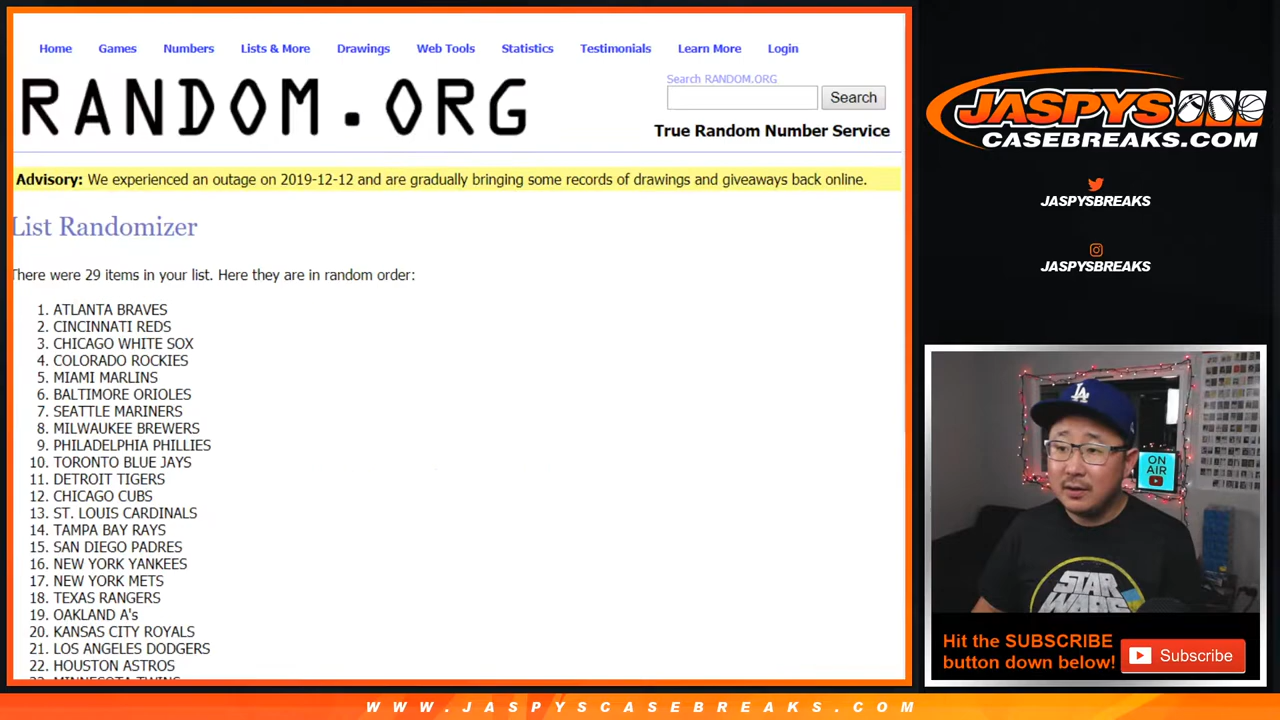 Home Games Numbers Lists & More Drawings Web Tools Statistics Testimonials Learn More Login
RANDOM.ORG
Search RANDOM.ORG
Search
True Random Number Service
Advisory: We experienced an outage on 2019-12-12 and are gradually bringing some records of drawings and giveaways back online.
List Randomizer
There were 29 items in your list. Here they are in random order:
1. ATLANTA BRAVES
2. CINCINNATI REDS
3. CHICAGO WHITE SOX
4. COLORADO ROCKIES
5. MIAMI MARLINS
6. BALTIMORE ORIOLES
7. SEATTLE MARINERS
8. MILWAUKEE BREWERS
9. PHILADELPHIA PHILLIES
10. TORONTO BLUE JAYS
11. DETROIT TIGERS
12. CHICAGO CUBS
13. ST. LOUIS CARDINALS
14. TAMPA BAY RAYS
15. SAN DIEGO PADRES
16. NEW YORK YANKEES
17. NEW YORK METS
18. TEXAS RANGERS
19. OAKLAND A's
20. KANSAS CITY ROYALS
21. LOS ANGELES DODGERS
22. HOUSTON ASTROS
23. MINNESOTA TWINS
JASPYS
CASEBREAKS.COM
JASPYSBREAKS
JASPYSBREAKS
LA
ON
AIR
STAR
WARS
Hit the SUBSCRIBE
button down below!
Subscribe
WWW.JASPYSCASEBREAKS.COM